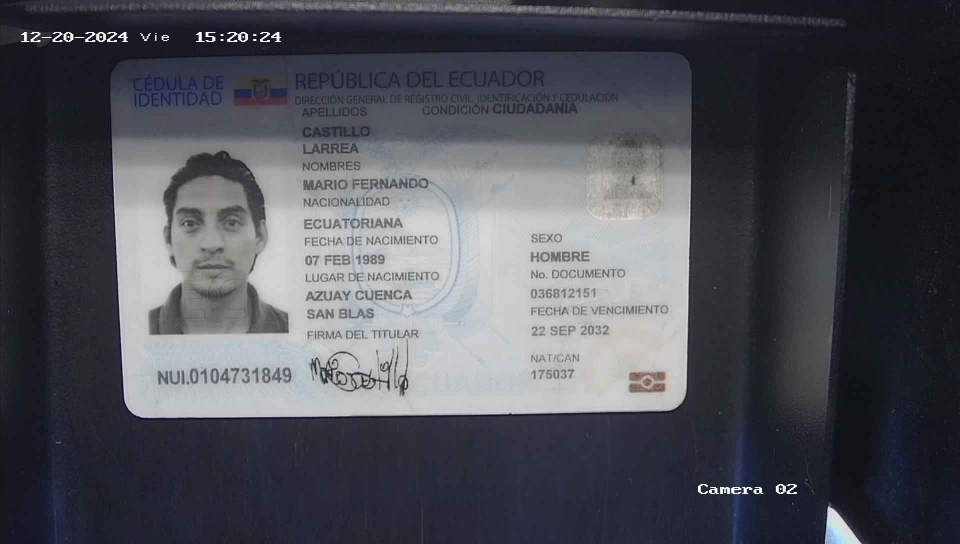 12-20-2024 Vie 15:20:24
CÉDULA DE
IDENTIDAD
REPÚBLICA DEL ECUADOR
DIRECCIÓN GENERAL DE REGISTRO CIVIL, IDENTIFICACIÓN Y CEDULACIÓN
APELLIDOS
CONDICIÓN CIUDADANÍA
CASTILLO
LARREA
NOMBRES
MARIO FERNANDO
NACIONALIDAD
ECUATORIANA
FECHA DE NACIMIENTO
07 FEB 1989
LUGAR DE NACIMIENTO
AZUAY CUENCA
SAN BLAS
FIRMA DEL TITULAR
SEXO
HOMBRE
No. DOCUMENTO
036812151
FECHA DE VENCIMIENTO
22 SEP 2032
NAT/CAN
175037
NUI.0104731849
Camera 02